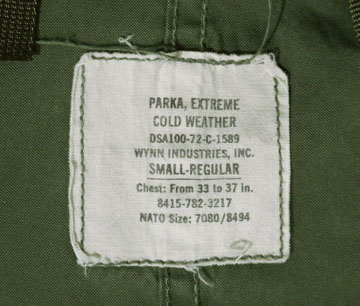 PARKA, EXTREME
COLD WEATHER
DSA100-72-C-1589
WYNN INDUSTRIES, INC.
SMALL-REGULAR
Chest: From 33 to 37 in.
8415-782-3217
NATO Size: 7080/8494